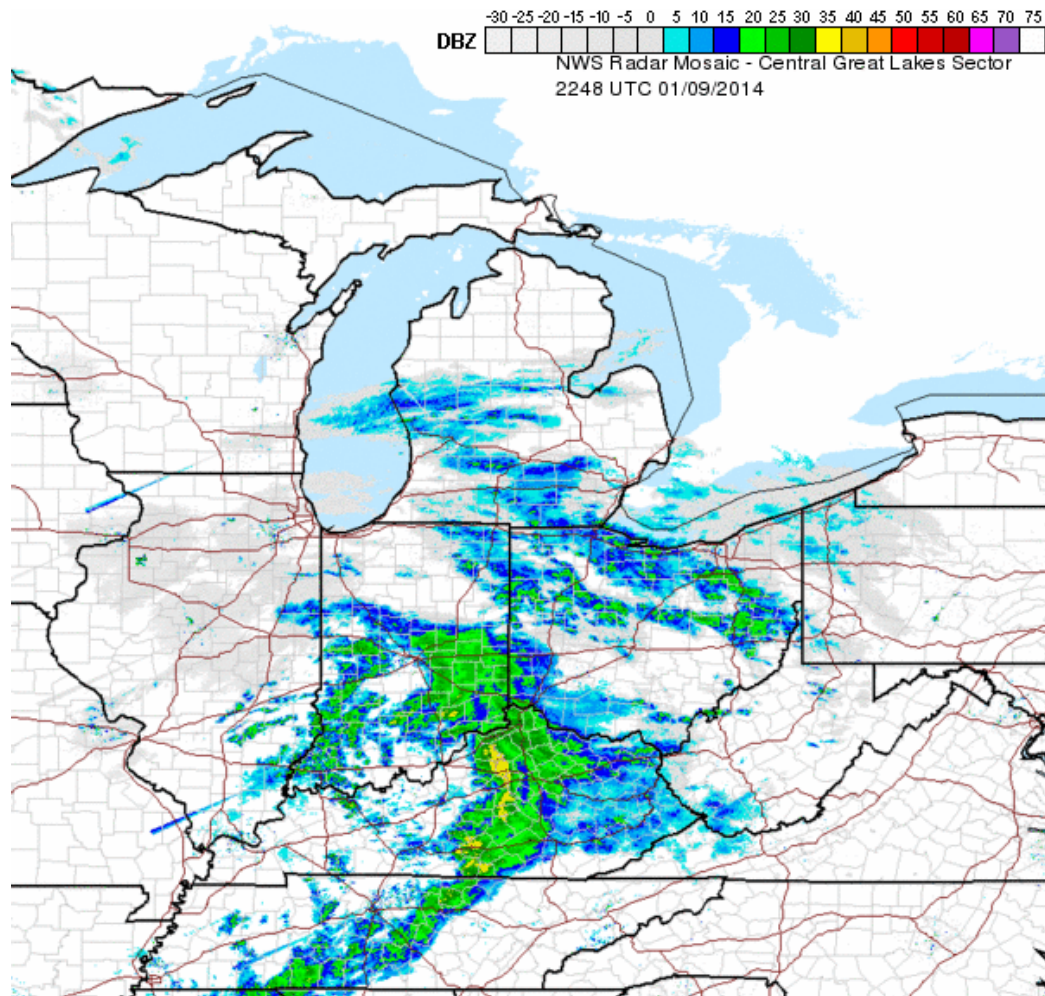 -30 -25 -20 -15 -10 -5 0 5 10 15 20 25 30 35 40 45 50 55 60 65 70 75
DBZ
NWS Radar Mosaic - Central Great Lakes Sector
2248 UTC 01/09/2014